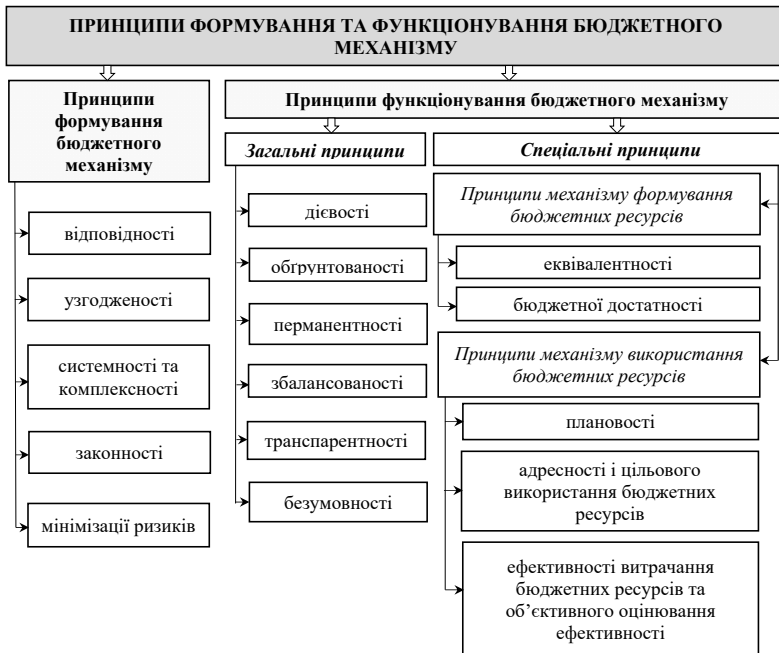 ПРИНЦИПИ ФОРМУВАННЯ ТА ФУНКЦІОНУВАННЯ БЮДЖЕТНОГО
МЕХАНІЗМУ
Принципи
формування
бюджетного
механізму
відповідності
узгодженості
системності та
комплексності
законності
мінімізації ризиків
Принципи функціонування бюджетного механізму
Загальні принципи
дієвості
обґрунтованості
перманентності
збалансованості
транспарентності
безумовності
Спеціальні принципи
Принципи механізму формування
бюджетних ресурсів
еквівалентності
бюджетної достатності
Принципи механізму використання
бюджетних ресурсів
плановості
адресності і цільового
використання бюджетних
ресурсів
ефективності витрачання
бюджетних ресурсів та
об’єктивного оцінювання
ефективності